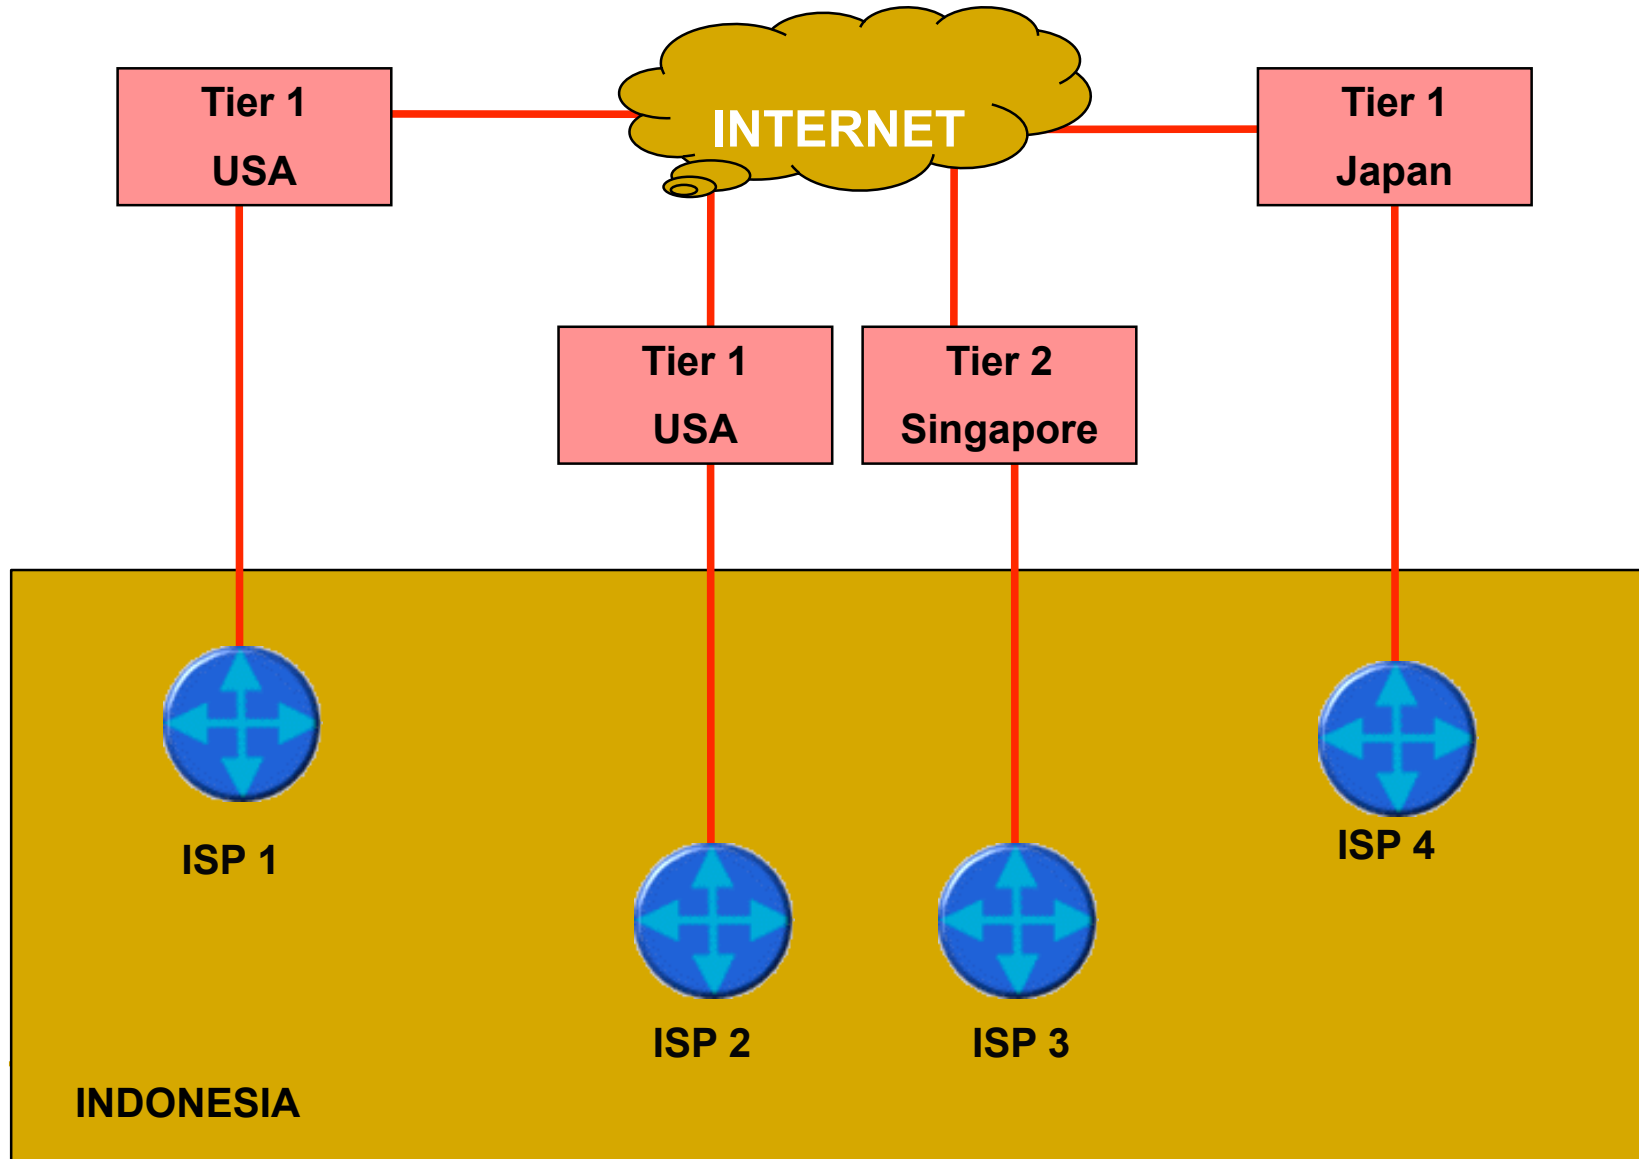 INTERNET
Tier 1
USA
Tier 1
Japan
Tier 1
USA
Tier 2
Singapore
ISP 1
ISP 4
ISP 2
ISP 3
INDONESIA